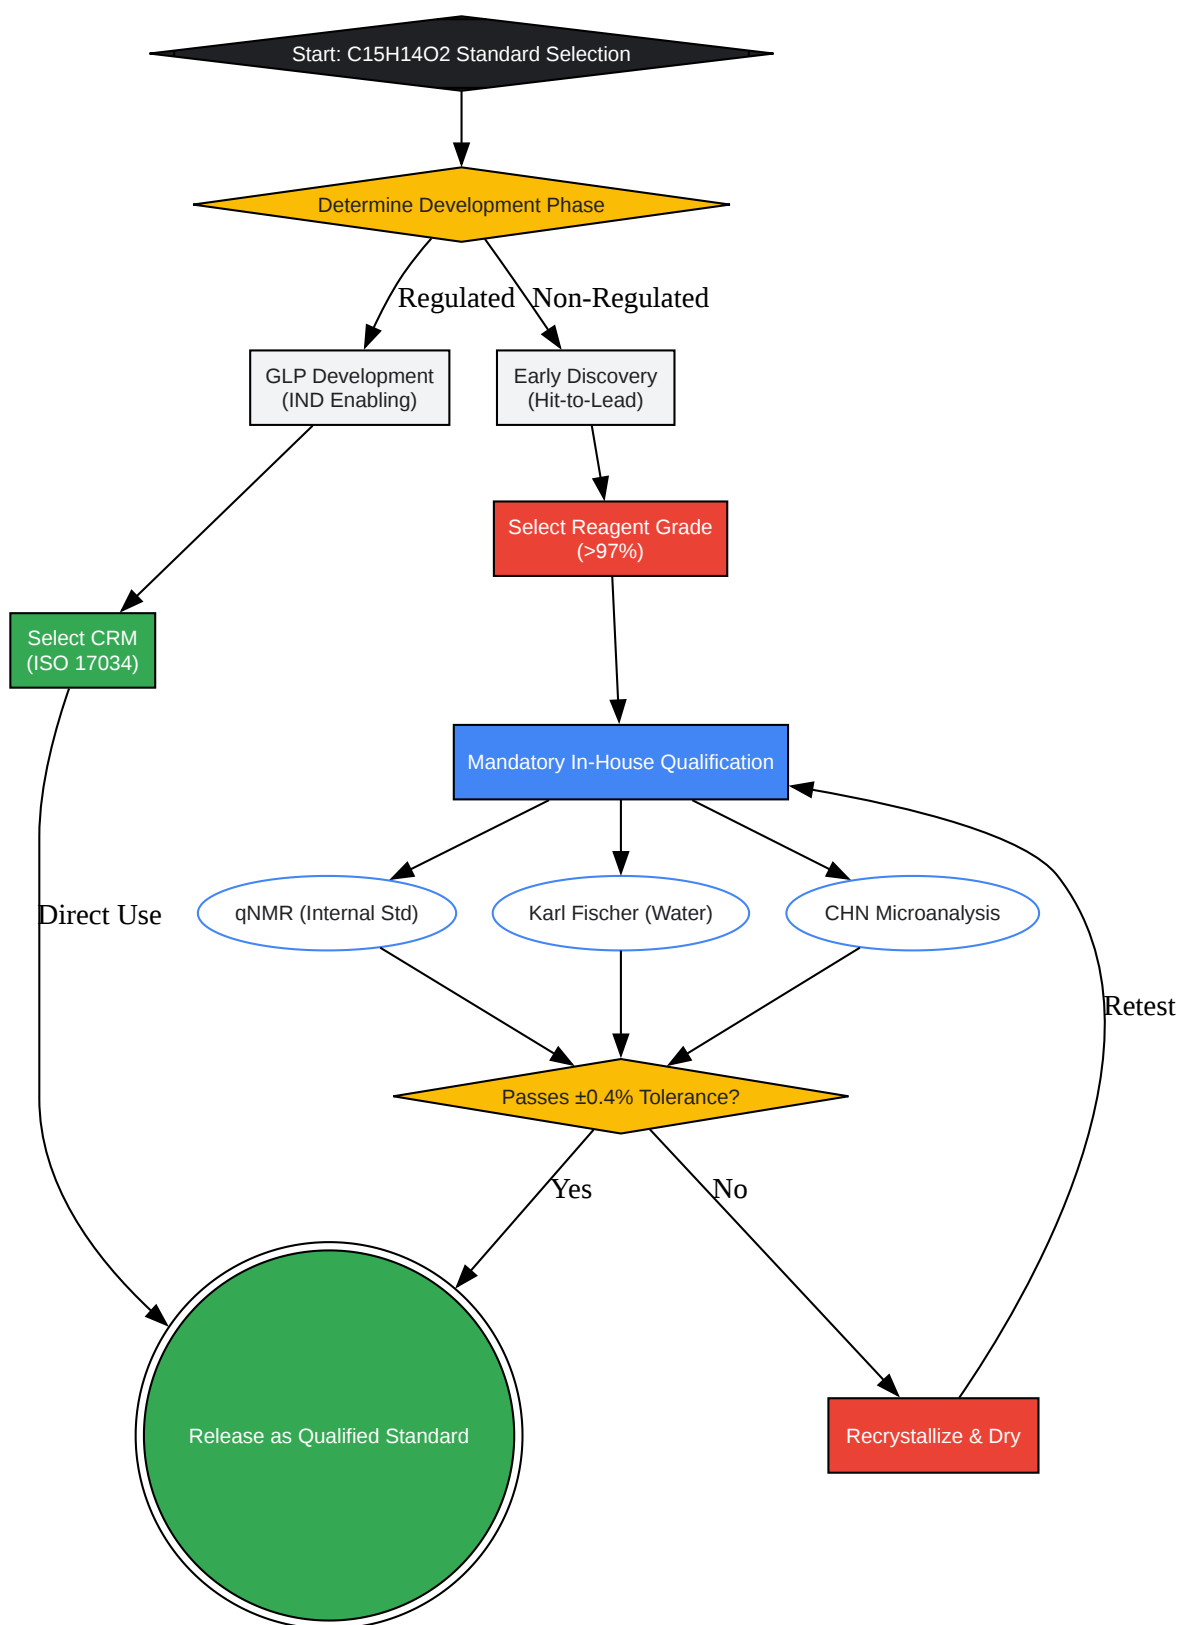 Start: C15H14O2 Standard Selection
Determine Development Phase
Regulated
Non-Regulated
GLP Development
(IND Enabling)
Early Discovery
(Hit-to-Lead)
Select Reagent Grade
(>97%)
Select CRM
(ISO 17034)
Mandatory In-House Qualification
Direct Use
qNMR (Internal Std)
Karl Fischer (Water)
CHN Microanalysis
Retest
Passes ±0.4% Tolerance?
Yes
No
Release as Qualified Standard
Recrystallize & Dry